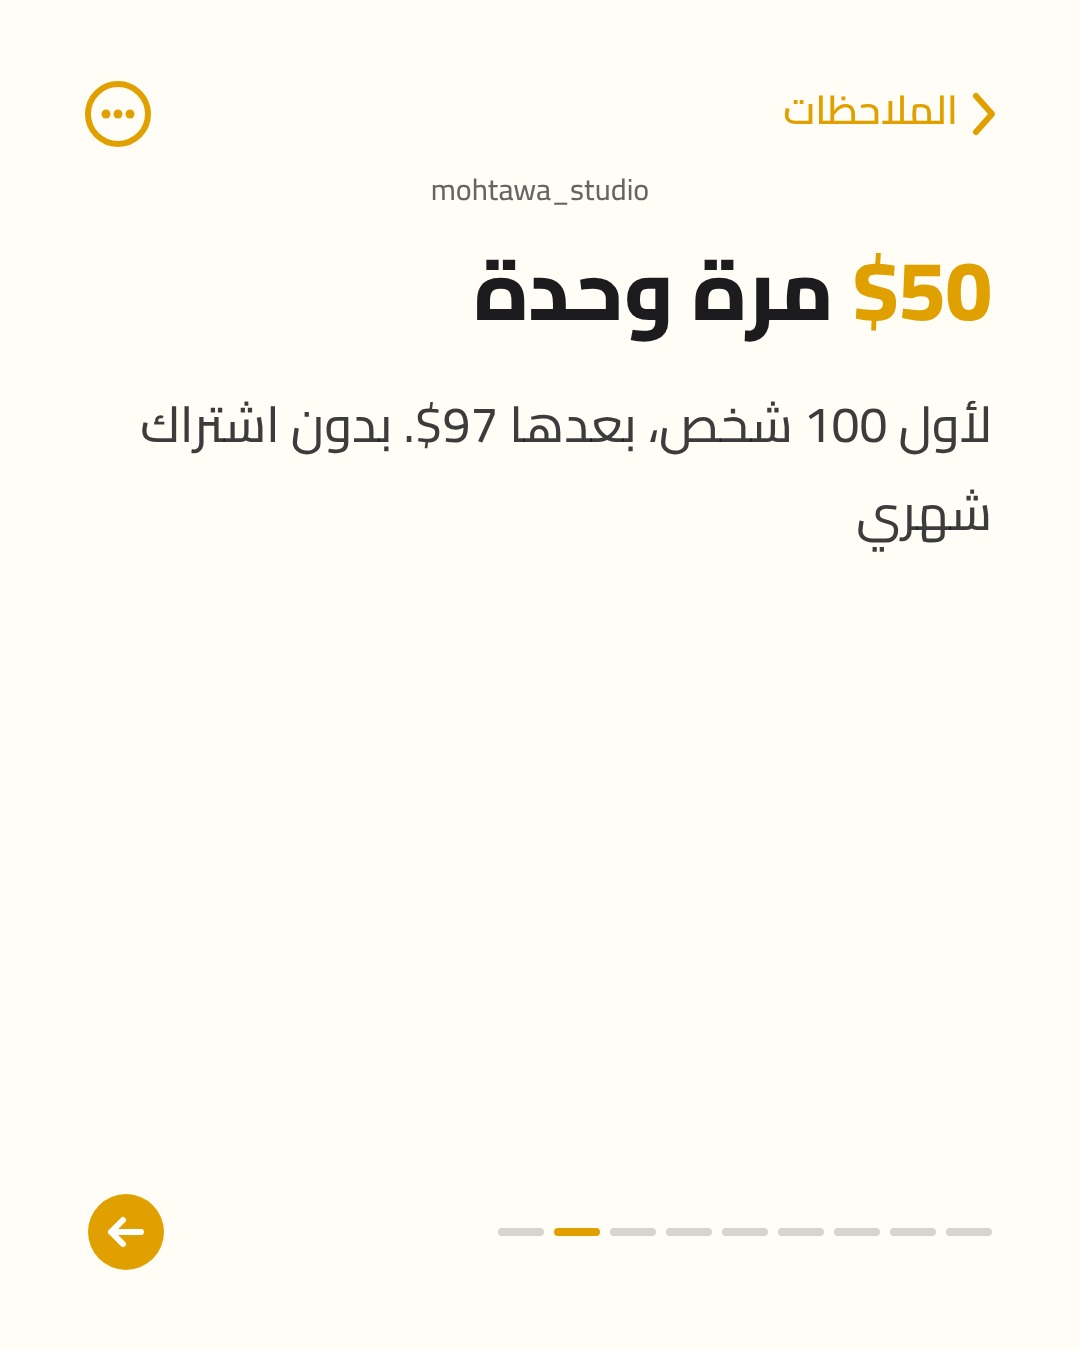 الملاحظات
mohtawa_studio
$50 مرة وحدة
لأول 100 شخص، بعدها 97$. بدون اشتراك
شهري